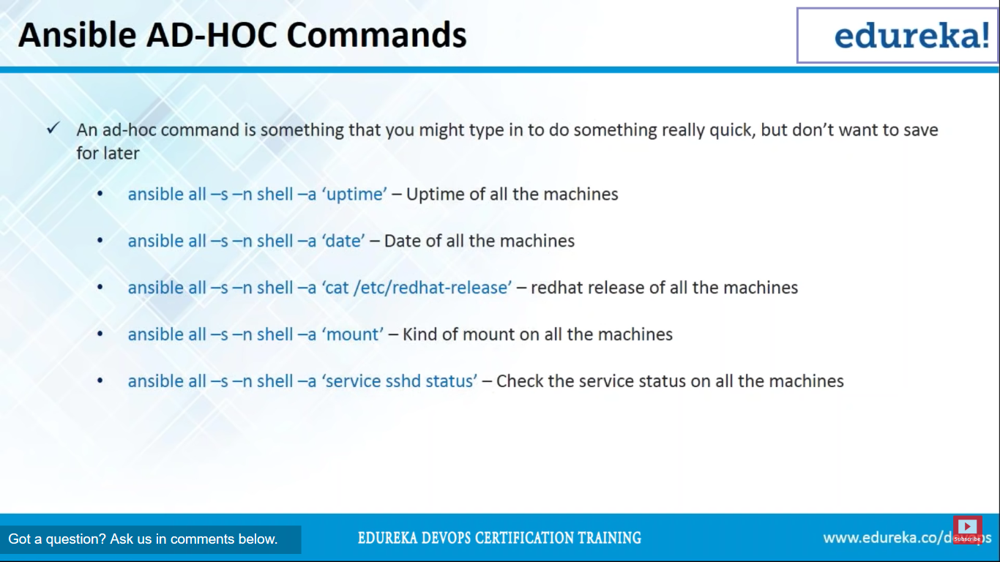 Ansible AD-HOC Commands
edureka!
✓ An ad-hoc command is something that you might type in to do something really quick, but don’t want to save
for later
• ansible all –s –n shell –a ‘uptime’ – Uptime of all the machines
• ansible all –s –n shell –a ‘date’ – Date of all the machines
• ansible all –s –n shell –a ‘cat /etc/redhat-release’ – redhat release of all the machines
• ansible all –s –n shell –a ‘mount’ – Kind of mount on all the machines
• ansible all –s –n shell –a ‘service sshd status’ – Check the service status on all the machines
Got a question? Ask us in comments below.
EDUREKA DEVOPS CERTIFICATION TRAINING
www.edureka.co/devops
Subscribe